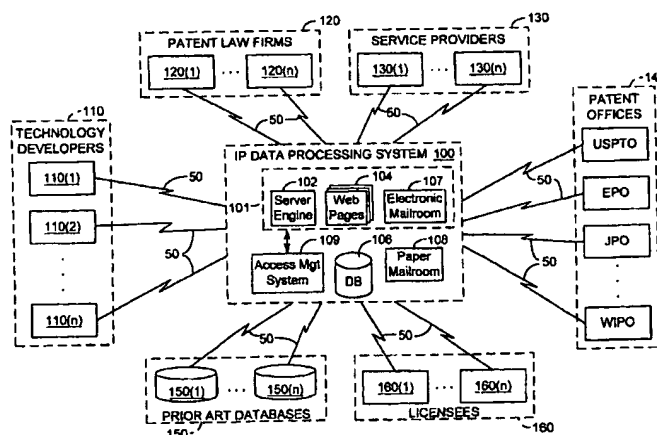 120
130
PATENT LAW FIRMS
SERVICE PROVIDERS
120(1) ... 120(n)
130(1) ... 130(n)
14
110
50
50
PATENT OFFICES
TECHNOLOGY DEVELOPERS
IP DATA PROCESSING SYSTEM 100
USPTO
110(1)
50
102
104
107
50
101
Server Engine
Web Pages
Electronic Mailroom
EPO
110(2)
109
106
108
JPO
50
Access Mgt System
DB
Paper Mailroom
50
110(n)
WIPO
50
50
150(1) ... 150(n)
160(1) ... 160(n)
PRIOR ART DATABASES
LICENSEES
150
160